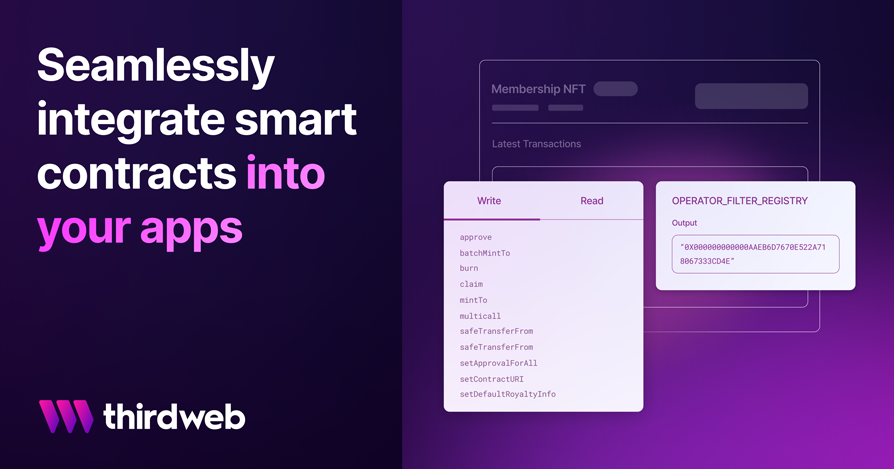 Seamlessly
integrate smart
contracts into
your apps
thirdweb
Membership NFT
Latest Transactions
Write Read
approve
batchMintTo
burn
claim
mintTo
multicall
safeTransferFrom
safeTransferFrom
setApprovalForAll
setContractURI
setDefaultRoyaltyInfo
OPERATOR_FILTER_REGISTRY
Output
"0X000000000000AAEB6D7670E522A71
8067333CD4E"